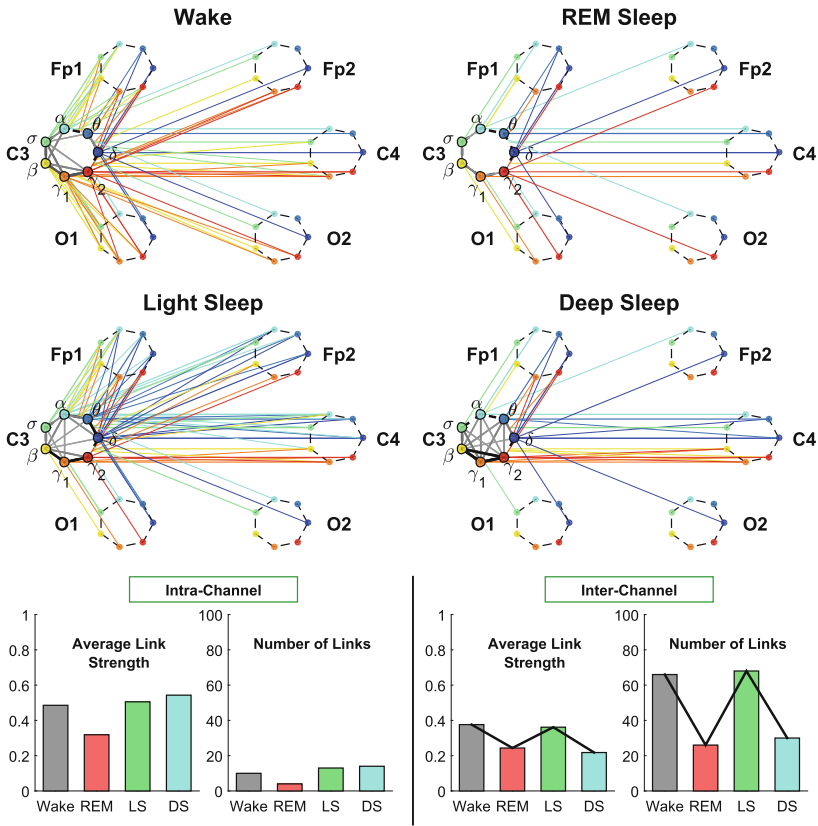 Wake
REM Sleep
Fp1
Fp2
Fp1
Fp2
α
θ
α
θ
σ
σ
C3
δ
C4
C3
δ
C4
β
β
γ1
γ2
γ1
γ2
O1
O2
O1
O2
Light Sleep
Deep Sleep
Fp1
Fp2
Fp1
Fp2
α
θ
α
θ
σ
σ
C3
δ
C4
C3
δ
C4
β
β
γ1
γ2
γ1
γ2
O1
O2
O1
O2
Intra-Channel
Inter-Channel
1
0.8
0.6
0.4
0.2
0
Average Link
Strength
Wake REM LS DS
100
80
60
40
20
0
Number of Links
Wake REM LS DS
1
0.8
0.6
0.4
0.2
0
Average Link
Strength
Wake REM LS DS
100
80
60
40
20
0
Number of Links
Wake REM LS DS